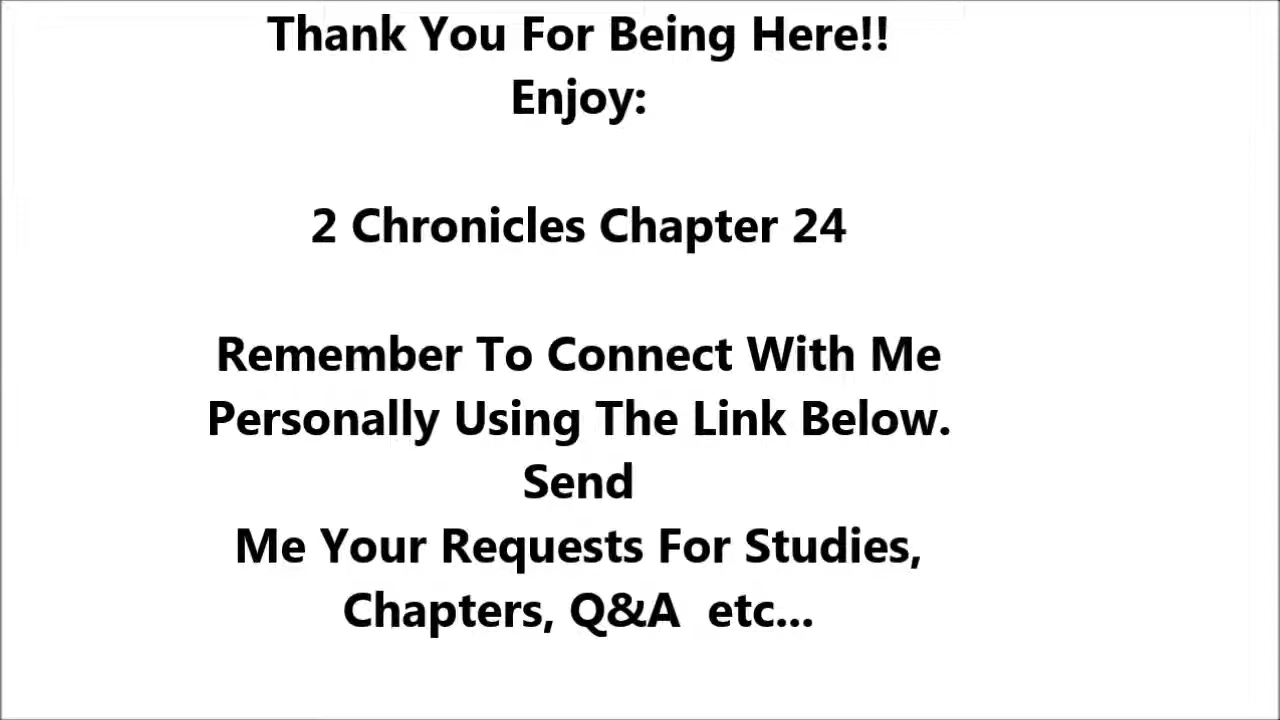 Thank You For Being Here!!
Enjoy:
2 Chronicles Chapter 24
Remember To Connect With Me
Personally Using The Link Below.
Send
Me Your Requests For Studies,
Chapters, Q&A  etc...